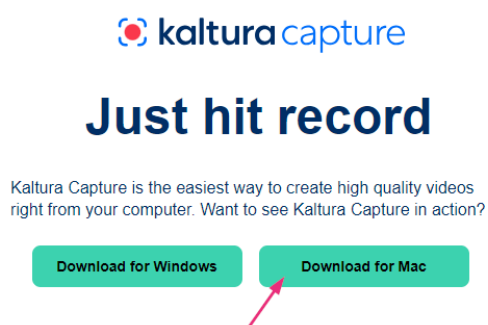 kaltura capture
Just hit record
Kaltura Capture is the easiest way to create high quality videos
right from your computer. Want to see Kaltura Capture in action?
Download for Windows
Download for Mac